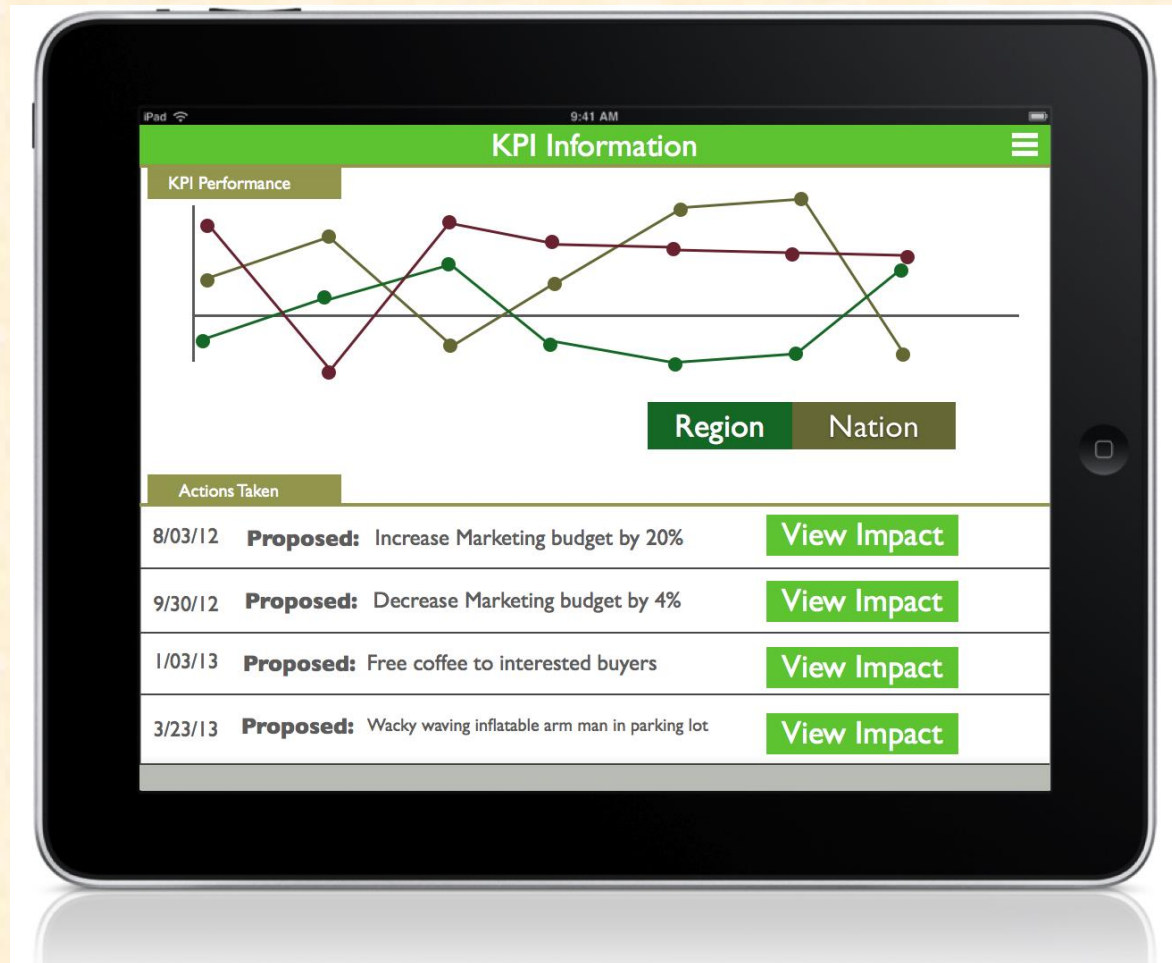 iPad 9:41 AM
KPI Information
KPI Performance
Region Nation
Actions Taken
8/03/12 Proposed: Increase Marketing budget by 20% View Impact
9/30/12 Proposed: Decrease Marketing budget by 4% View Impact
1/03/13 Proposed: Free coffee to interested buyers View Impact
3/23/13 Proposed: Wacky waving inflatable arm man in parking lot View Impact